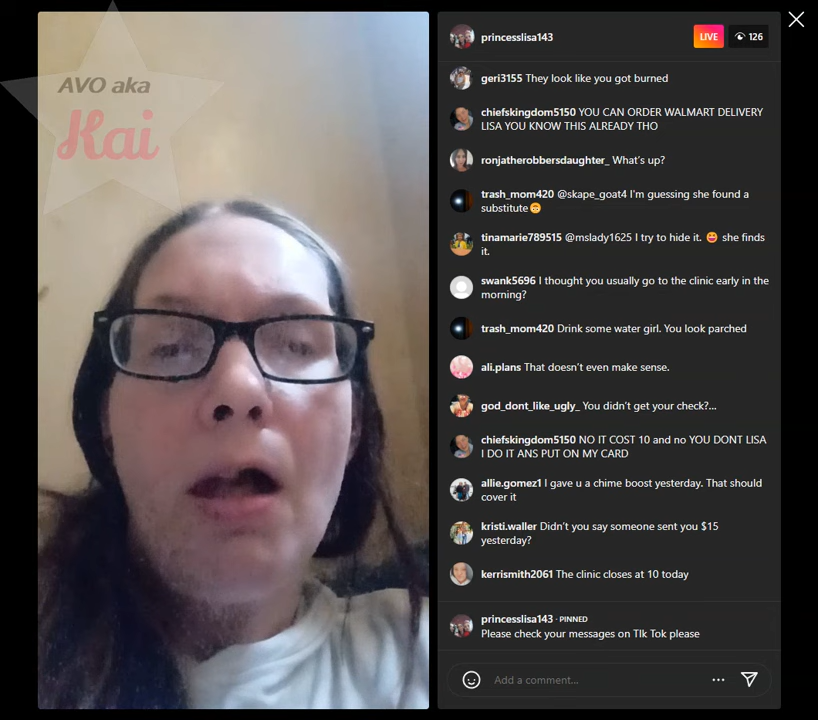 AVO aka
Kai
princesslisa143
LIVE
126
geri3155 They look like you got burned
chiefskingdom5150 YOU CAN ORDER WALMART DELIVERY
LISA YOU KNOW THIS ALREADY THO
ronjatherobbersdaughter_ What's up?
trash_mom420 @skape_goat4 I'm guessing she found a
substitute
tinamarie789515 @mslady1625 I try to hide it. 😍 she finds
it.
swank5696 I thought you usually go to the clinic early in the
morning?
trash_mom420 Drink some water girl. You look parched
ali.plans That doesn't even make sense.
god_dont_like_ugly_ You didn't get your check?...
chiefskingdom5150 NO IT COST 10 and no YOU DONT LISA
I DO IT ANS PUT ON MY CARD
allie.gomez1 I gave u a chime boost yesterday. That should
cover it
kristi.waller Didn't you say someone sent you $15
yesterday?
kerrismith2061 The clinic closes at 10 today
princesslisa143 · PINNED
Please check your messages on TIk Tok please
Add a comment...